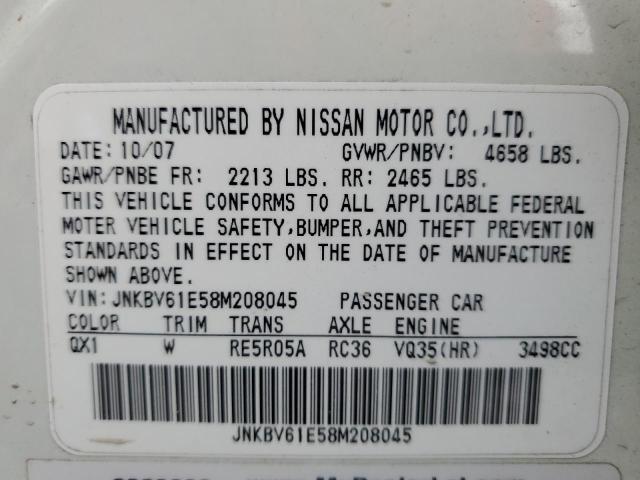 MANUFACTURED BY NISSAN MOTOR CO.,LTD.
DATE: 10/07 GVWR/PNBV: 4658 LBS.
GAWR/PNBE FR: 2213 LBS. RR: 2465 LBS.
THIS VEHICLE CONFORMS TO ALL APPLICABLE FEDERAL
MOTER VEHICLE SAFETY,BUMPER,AND THEFT PREVENTION
STANDARDS IN EFFECT ON THE DATE OF MANUFACTURE
SHOWN ABOVE.
VIN: JNKBV61E58M208045 PASSENGER CAR
COLOR TRIM TRANS AXLE ENGINE
QX1 W RE5R05A RC36 VQ35(HR) 3498CC
JNKBV61E58M208045